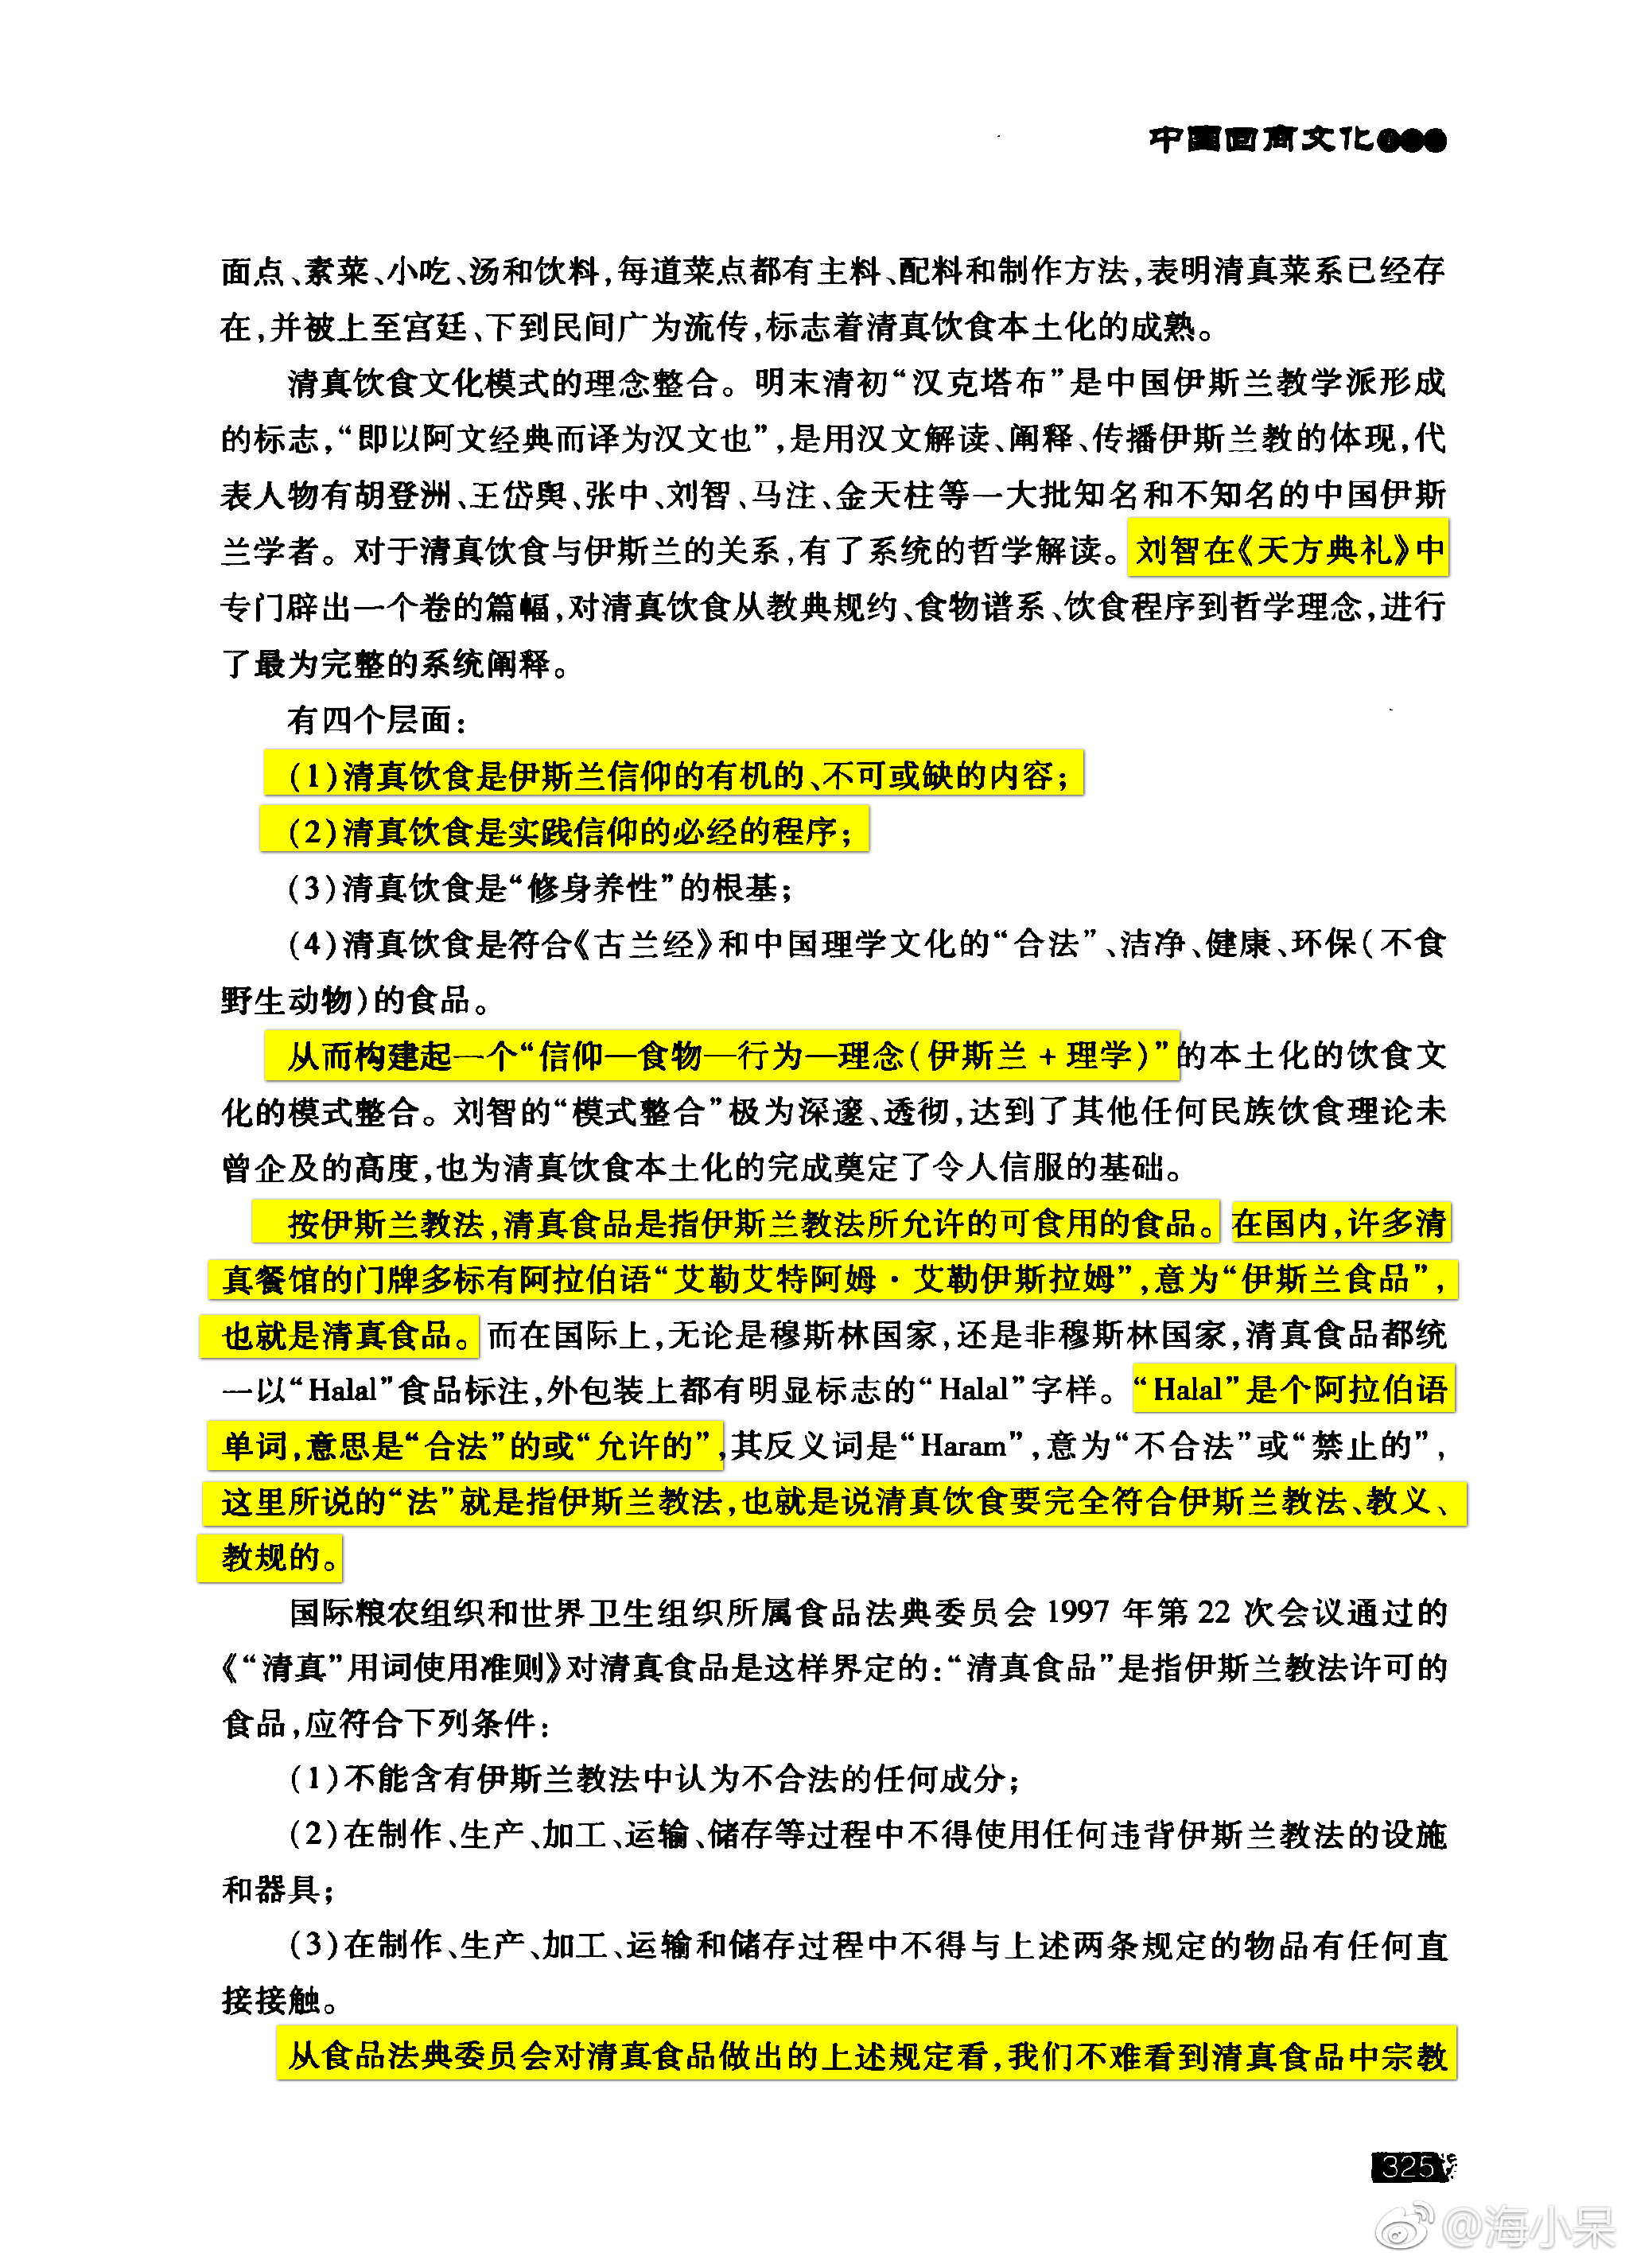 中国回商文化
面点、素菜、小吃、汤和饮料,每道菜点都有主料、配料和制作方法,表明清真菜系已经存
在,并被上至宫廷、下到民间广为流传,标志着清真饮食本土化的成熟。
清真饮食文化模式的理念整合。明末清初“汉克塔布”是中国伊斯兰教学派形成
的标志,“即以阿文经典而译为汉文也”,是用汉文解读、阐释、传播伊斯兰教的体现,代
表人物有胡登洲、王岱舆、张中、刘智、马注、金天柱等一大批知名和不知名的中国伊斯
兰学者。对于清真饮食与伊斯兰的关系,有了系统的哲学解读。刘智在《天方典礼》中
专门辟出一个卷的篇幅,对清真饮食从教典规约、食物谱系、饮食程序到哲学理念,进行
了最为完整的系统阐释。
有四个层面:
(1)清真饮食是伊斯兰信仰的有机的、不可或缺的内容;
(2)清真饮食是实践信仰的必经的程序;
(3)清真饮食是“修身养性”的根基;
(4)清真饮食是符合《古兰经》和中国理学文化的“合法”、洁净、健康、环保(不食
野生动物)的食品。
从而构建起一个“信仰—食物—行为—理念(伊斯兰+理学)”的本土化的饮食文
化的模式整合。刘智的“模式整合”极为深邃、透彻,达到了其他任何民族饮食理论未
曾企及的高度,也为清真饮食本土化的完成奠定了令人信服的基础。
按伊斯兰教法,清真食品是指伊斯兰教法所允许的可食用的食品。在国内,许多清
真餐馆的门牌多标有阿拉伯语“艾勒艾特阿姆·艾勒伊斯拉姆”,意为“伊斯兰食品”,
也就是清真食品。而在国际上,无论是穆斯林国家,还是非穆斯林国家,清真食品都统
一以“Halal”食品标注,外包装上都有明显标志的“Halal”字样。“Halal”是个阿拉伯语
单词,意思是“合法”的或“允许的”,其反义词是“Haram”,意为“不合法”或“禁止的”,
这里所说的“法”就是指伊斯兰教法,也就是说清真饮食要完全符合伊斯兰教法、教义、
教规的。
国际粮农组织和世界卫生组织所属食品法典委员会1997年第22次会议通过的
《“清真”用词使用准则》对清真食品是这样界定的:“清真食品”是指伊斯兰教法许可的
食品,应符合下列条件:
(1)不能含有伊斯兰教法中认为不合法的任何成分;
(2)在制作、生产、加工、运输、储存等过程中不得使用任何违背伊斯兰教法的设施
和器具;
(3)在制作、生产、加工、运输和储存过程中不得与上述两条规定的物品有任何直
接接触。
从食品法典委员会对清真食品做出的上述规定看,我们不难看到清真食品中宗教
325
@海小呆